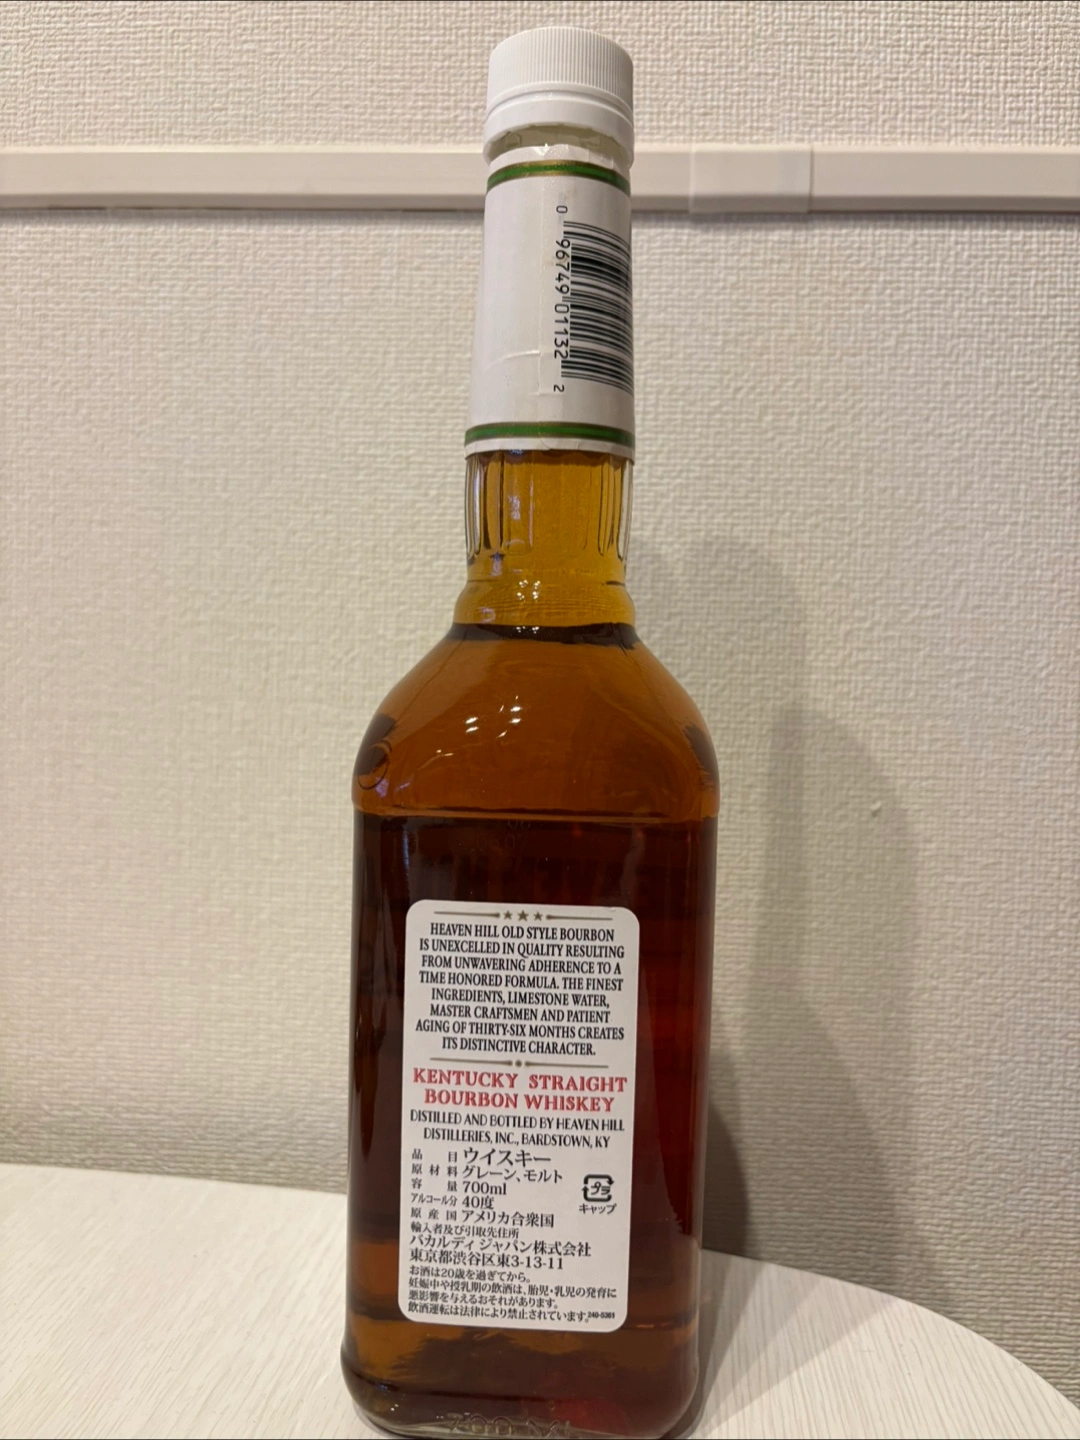 0 96749 01132 2
HEAVEN HILL OLD STYLE BOURBON
IS UNEXCELLED IN QUALITY RESULTING
FROM UNWAVERING ADHERENCE TO A
TIME HONORED FORMULA. THE FINEST
INGREDIENTS, LIMESTONE WATER,
MASTER CRAFTSMEN AND PATIENT
AGING OF THIRTY-SIX MONTHS CREATES
ITS DISTINCTIVE CHARACTER.
KENTUCKY STRAIGHT
BOURBON WHISKEY
DISTILLED AND BOTTLED BY HEAVEN HILL
DISTILLERIES, INC., BARDSTOWN, KY
品目 ウイスキー
原材料 グレーン、モルト
容量 700ml
アルコール分 40度
原産国 アメリカ合衆国
輸入者及び引取先住所
バカルディ ジャパン株式会社
東京都渋谷区東3-13-11
プラ
キャップ
お酒は20歳を過ぎてから。
妊娠中や授乳期の飲酒は、胎児・乳児の発育に
悪影響を与えるおそれがあります。
飲酒運転は法律により禁止されています。240-5361